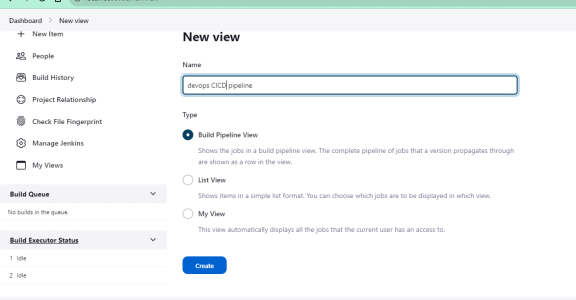 Dashboard > New view
+ New Item
People
Build History
Project Relationship
Check File Fingerprint
Manage Jenkins
My Views
Build Queue
No builds in the queue.
Build Executor Status
1 Idle
2 Idle
New view
Name
devops CICD pipeline
Type
Build Pipeline View
Shows the jobs in a build pipeline view. The complete pipeline of jobs that a version propagates through
are shown as a row in the view.
List View
Shows items in a simple list format. You can choose which jobs are to be displayed in which view.
My View
This view automatically displays all the jobs that the current user has an access to.
Create